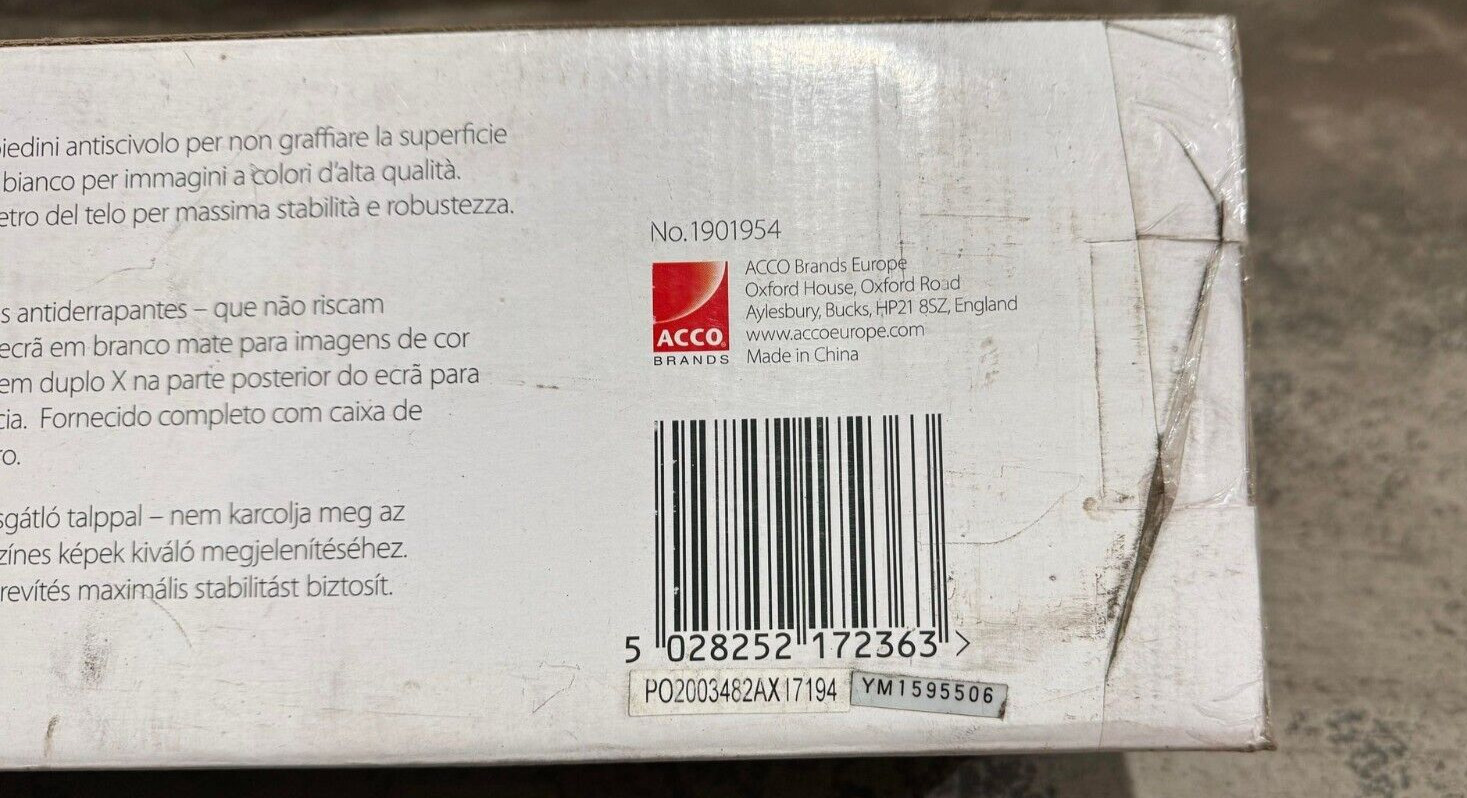 iedini antiscivolo per non graffiare la superficie
bianco per immagini a colori d'alta qualità.
etro del telo per massima stabilità e robustezza.
s antiderrapantes – que não riscam
ecrã em branco mate para imagens de cor
em duplo X na parte posterior do ecrã para
cia. Fornecido completo com caixa de
ro.
sgátló talppal – nem karcolja meg az
zínes képek kiváló megjelenítéséhez.
revítés maximális stabilitást biztosít.
No.1901954
ACCO
BRANDS
ACCO Brands Europe
Oxford House, Oxford Road
Aylesbury, Bucks, HP21 8SZ, England
www.accoeurope.com
Made in China
5 028252 172363 >
PO2003482AX17194
YM1595506